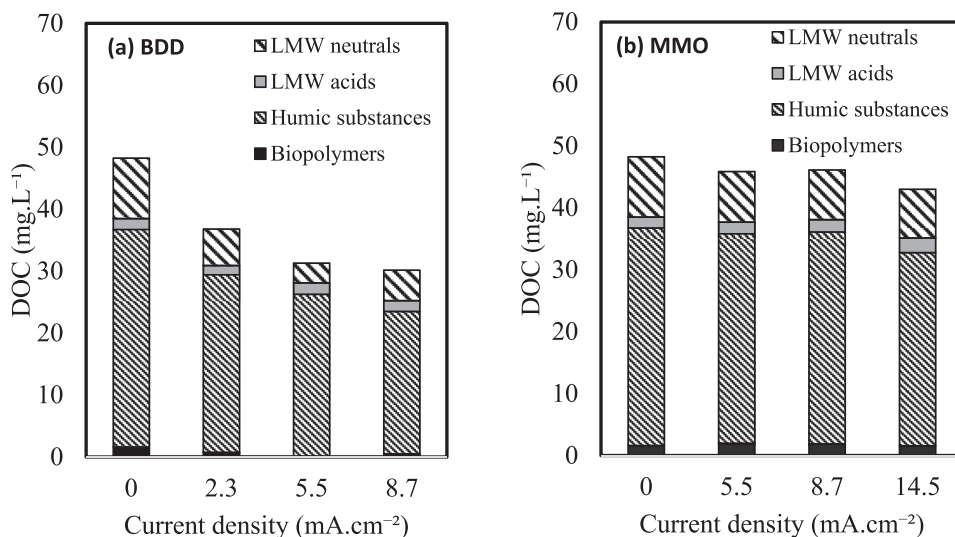 (a) BDD
LMW neutrals
LMW acids
Humic substances
Biopolymers
DOC (mg.L⁻¹)
70
60
50
40
30
20
10
0
0 2.3 5.5 8.7
Current density (mA.cm⁻²)
(b) MMO
LMW neutrals
LMW acids
Humic substances
Biopolymers
DOC (mg.L⁻¹)
70
60
50
40
30
20
10
0
0 5.5 8.7 14.5
Current density (mA.cm⁻²)